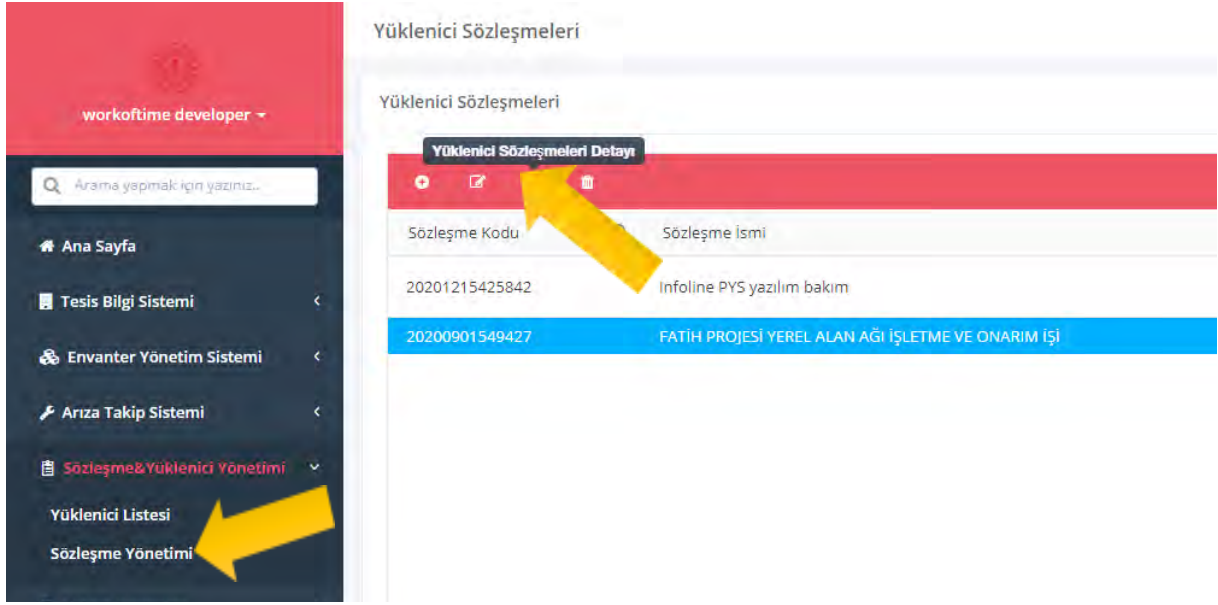 Yüklenici Sözleşmeleri
workoftime developer
Arama yapmak için yazınız..
Ana Sayfa
Tesis Bilgi Sistemi
Envanter Yönetim Sistemi
Arıza Takip Sistemi
Sözleşme&Yüklenici Yönetimi
Yüklenici Listesi
Sözleşme Yönetimi
Yüklenici Sözleşmeleri
Yüklenici Sözleşmeleri Detayı
Sözleşme Kodu Sözleşme İsmi
20201215425842 Infoline PYS yazılım bakım
20200901549427 FATİH PROJESİ YEREL ALAN AĞI İŞLETME VE ONARIM İŞİ